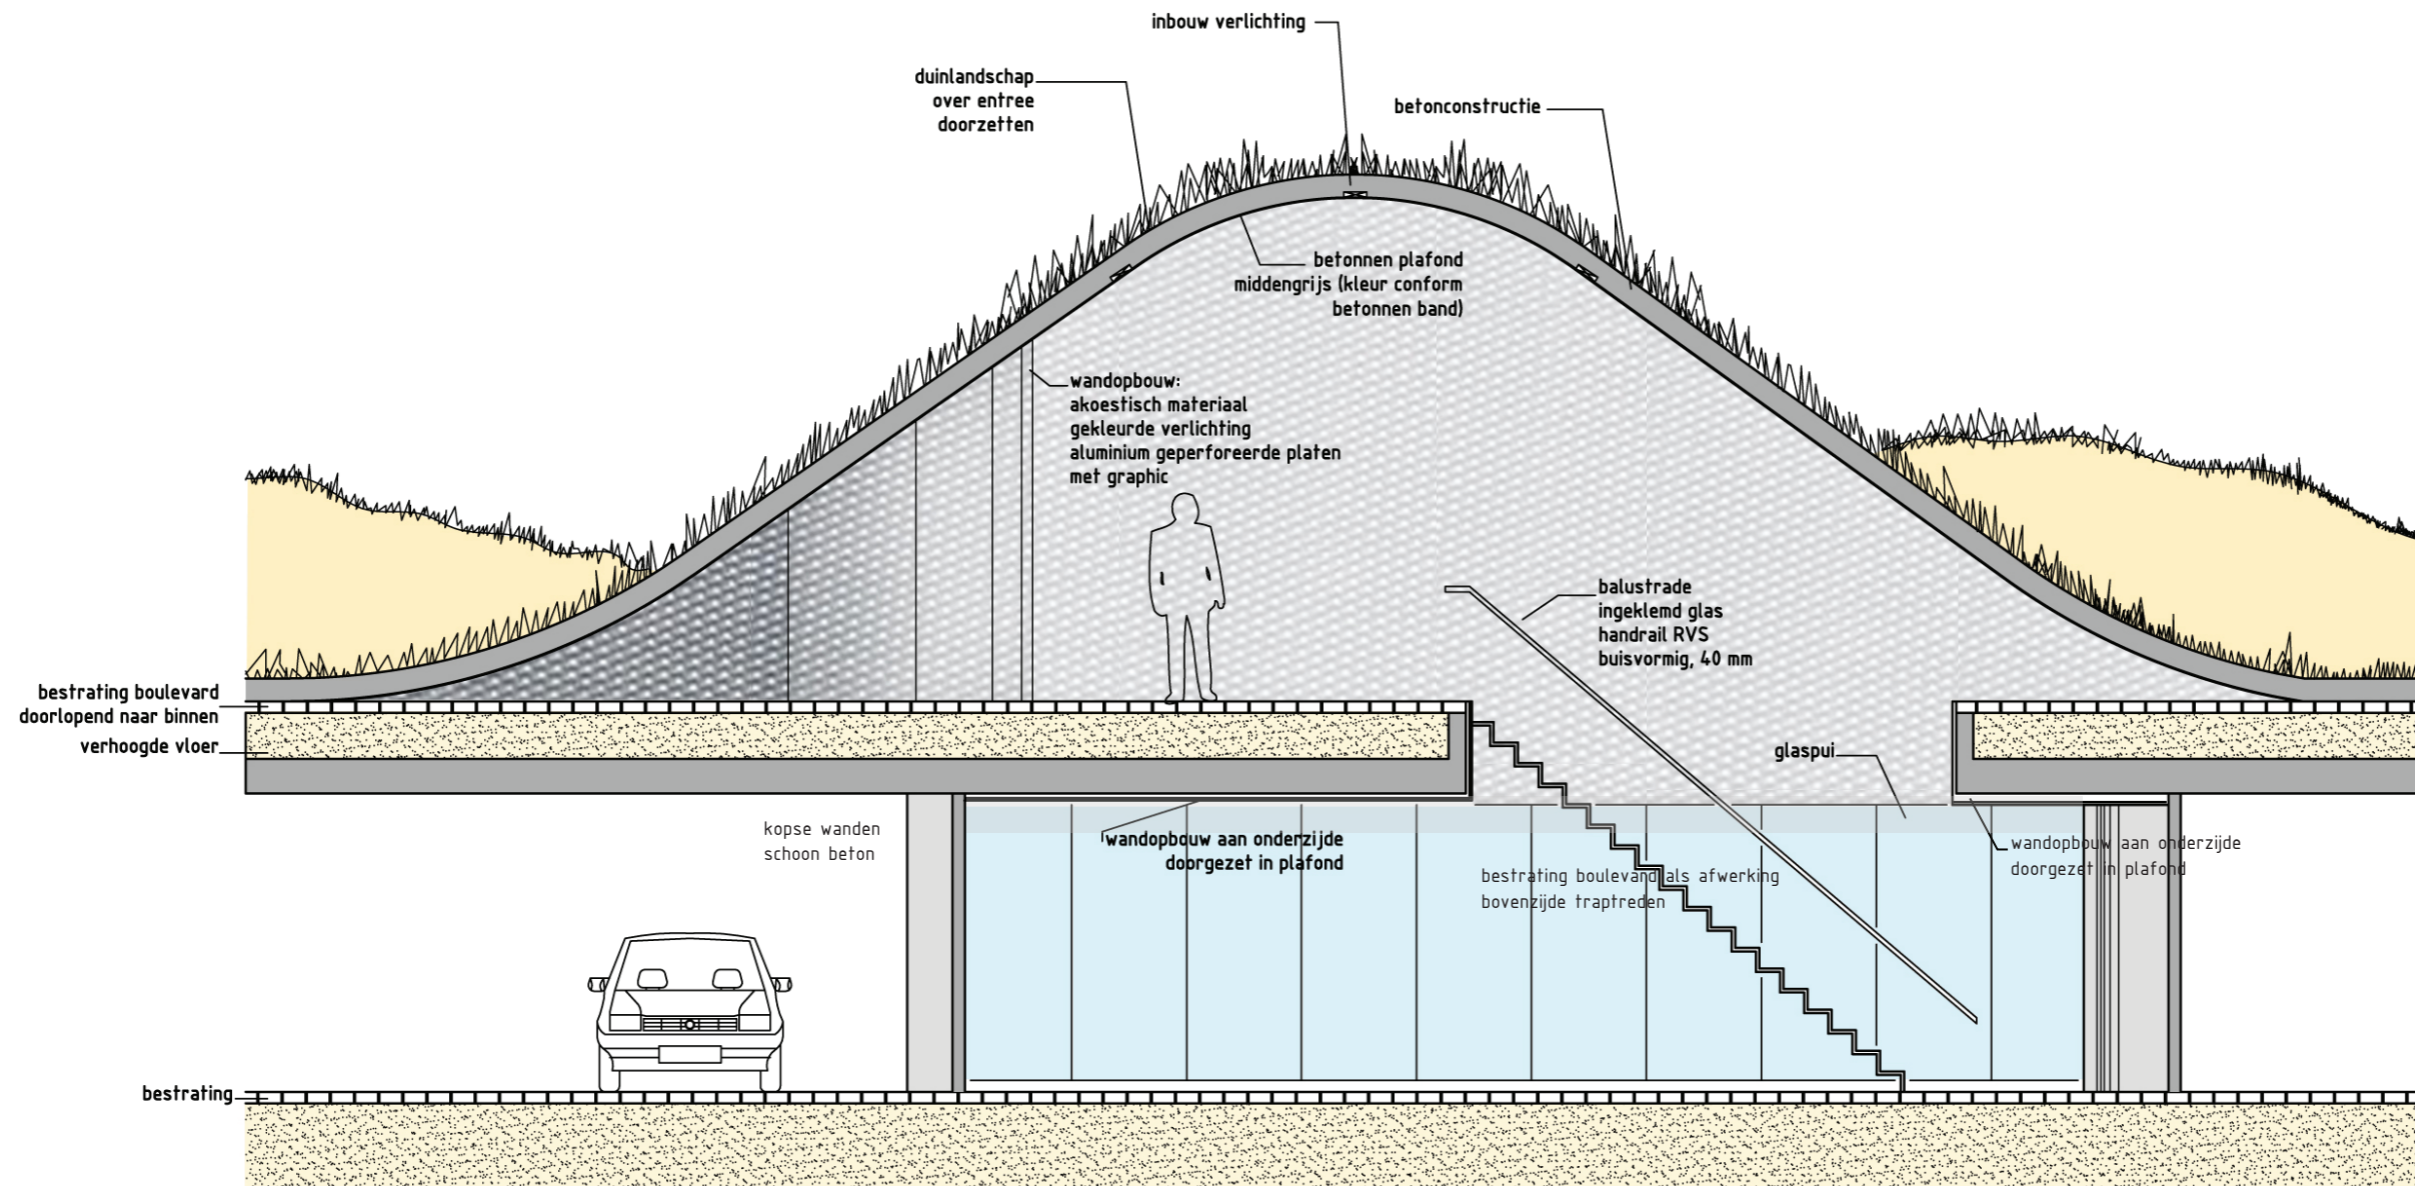 inbouw verlichting
duinlandschap
over entree
doorzetten
betonconstructie
betonnen plafond
middengrijs (kleur conform
betonnen band)
wandopbouw:
akoestisch materiaal
gekleurde verlichting
aluminium geperforeerde platen
met graphic
balustrade
ingeklemd glas
handrail RVS
buisvormig, 40 mm
bestrating boulevard
doorlopend naar binnen
verhoogde vloer
glaspui
kopse wanden
schoon beton
wandopbouw aan onderzijde
doorgezet in plafond
bestrating boulevard als afwerking
bovenzijde traptreden
wandopbouw aan onderzijde
doorgezet in plafond
bestrating